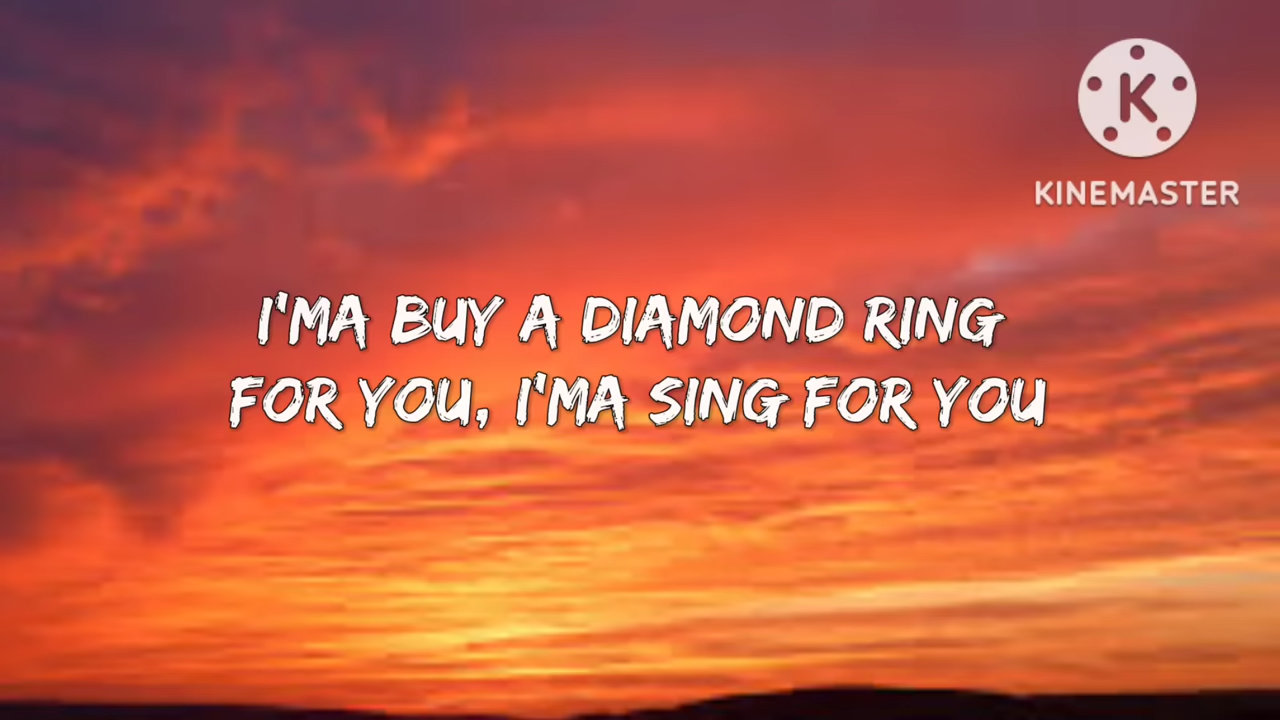 K
KINEMASTER
I'MA BUY A DIAMOND RING
FOR YOU, I'MA SING FOR YOU